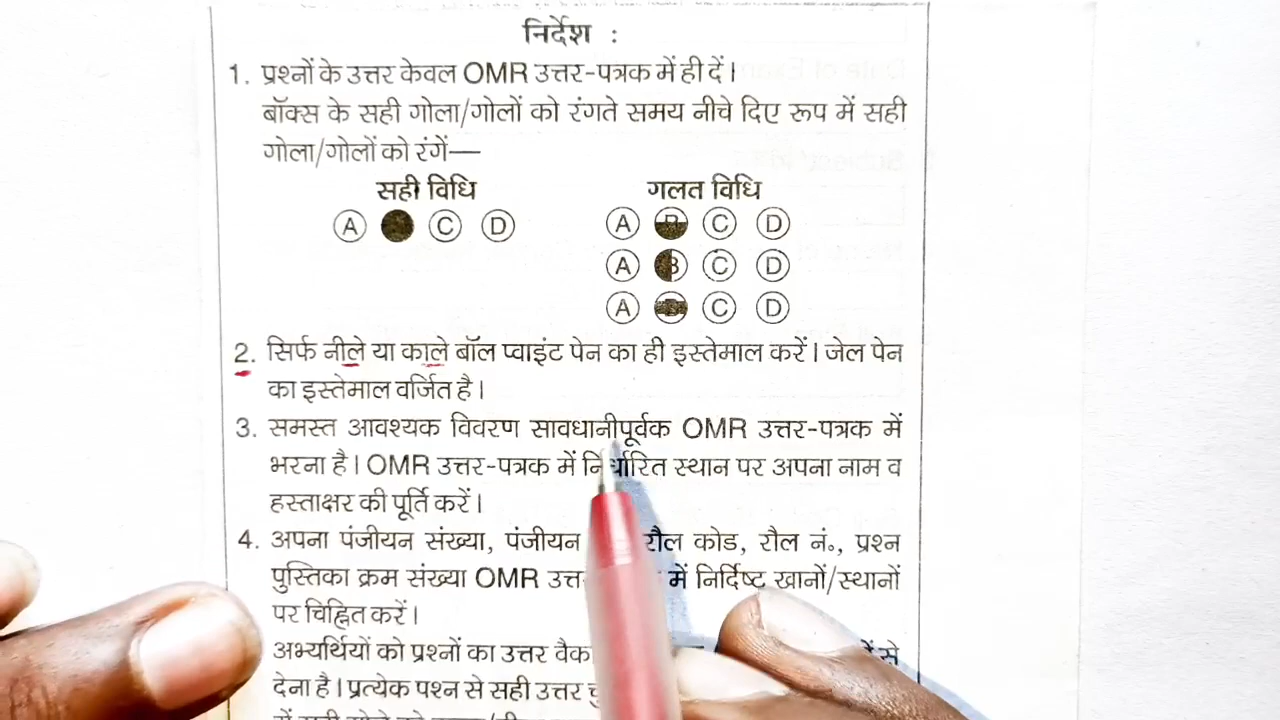 निर्देश :
1. प्रश्नों के उत्तर केवल OMR उत्तर-पत्रक में ही दें।
बॉक्स के सही गोला/गोलों को रंगते समय नीचे दिए रूप में सही
गोला/गोलों को रंगें—
सही विधि गलत विधि
A C D A B C D
A B C D
A C D
2. सिर्फ नीले या काले बॉल प्वाइंट पेन का ही इस्तेमाल करें। जेल पेन
का इस्तेमाल वर्जित है।
3. समस्त आवश्यक विवरण सावधानीपूर्वक OMR उत्तर-पत्रक में
भरना है। OMR उत्तर-पत्रक में निर्धारित स्थान पर अपना नाम व
हस्ताक्षर की पूर्ति करें।
4. अपना पंजीयन संख्या, पंजीयन रौल कोड, रौल नं॰, प्रश्न
पुस्तिका क्रम संख्या OMR में निर्दिष्ट खानों/स्थानों
पर चिह्नित करें।
अभ्यर्थियों को प्रश्नों का उत्तर से
देना है। प्रत्येक पश्न से सही उत्तर